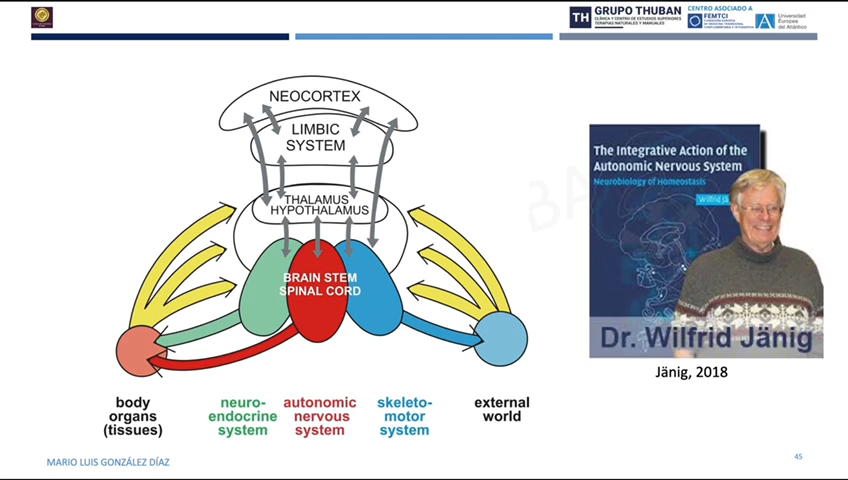 TH
GRUPO THUBAN
CLÍNICA Y CENTRO DE ESTUDIOS SUPERIORES
TERAPIAS NATURALES Y MANUALES
CENTRO ASOCIADO A
FEMTCI
Universidad
Europea
del Atlántico
NEOCORTEX
LIMBIC
SYSTEM
THALAMUS
HYPOTHALAMUS
BRAIN STEM
SPINAL CORD
body
organs
(tissues)
neuro-
endocrine
system
autonomic
nervous
system
skeleto-
motor
system
external
world
The Integrative Action of the
Autonomic Nervous System
Neurobiology of Homeostasis
Wilfrid Jä
Dr. Wilfrid Jänig
Jänig, 2018
MARIO LUIS GONZÁLEZ DÍAZ
45